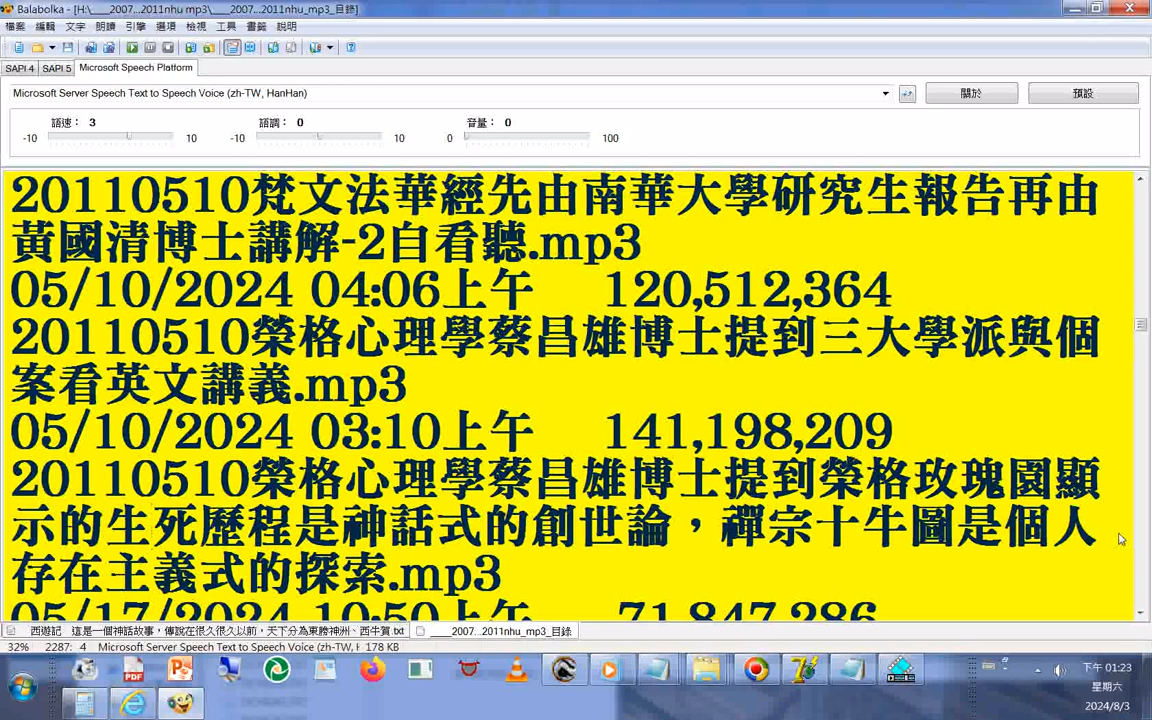 Balabolka - [H:\___2007...2011nhu mp3\___2007...2011nhu_mp3_目錄]
檔案 編輯 文字 朗讀 引擎 選項 檢視 工具 書籤 說明
SAPI 4 SAPI 5 Microsoft Speech Platform
Microsoft Server Speech Text to Speech Voice (zh-TW, HanHan)
關於 預設
語速： 3 語調： 0 音量： 0
-10 10 -10 10 0 100
20110510梵文法華經先由南華大學研究生報告再由
黃國清博士講解-2自看聽.mp3
05/10/2024 04:06上午 120,512,364
20110510榮格心理學蔡昌雄博士提到三大學派與個
案看英文講義.mp3
05/10/2024 03:10上午 141,198,209
20110510榮格心理學蔡昌雄博士提到榮格玫瑰園顯
示的生死歷程是神話式的創世論，禪宗十牛圖是個人
存在主義式的探索.mp3
05/17/2024 10:50上午 71,847,286
西遊記 這是一個神話故事，傳說在很久很久以前，天下分為東勝神洲、西牛賀.txt ____2007...2011nhu_mp3_目錄
32% 2287: 4 Microsoft Server Speech Text to Speech Voice (zh-TW, H 178 KB
下午 01:23
星期六
2024/8/3